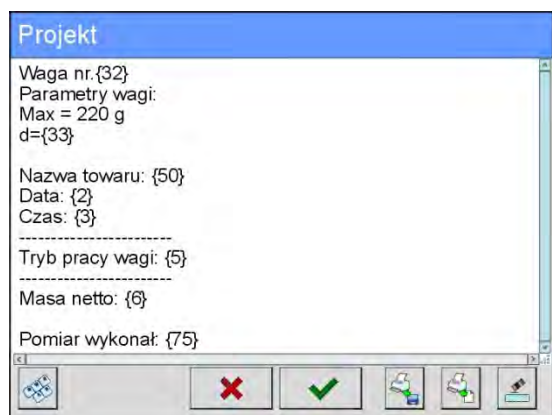 Projekt
Waga nr.{32}
Parametry wagi:
Max = 220 g
d={33}
Nazwa towaru: {50}
Data: {2}
Czas: {3}
------------------------
Tryb pracy wagi: {5}
------------------------
Masa netto: {6}
Pomiar wykonał: {75}